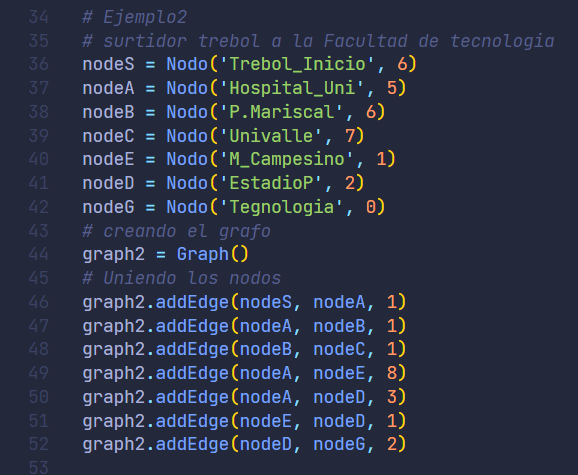 34 # Ejemplo2
35 # surtidor trebol a la Facultad de tecnologia
36 nodeS = Nodo('Trebol_Inicio', 6)
37 nodeA = Nodo('Hospital_Uni', 5)
38 nodeB = Nodo('P.Mariscal', 6)
39 nodeC = Nodo('Univalle', 7)
40 nodeE = Nodo('M_Campesino', 1)
41 nodeD = Nodo('EstadioP', 2)
42 nodeG = Nodo('Tegnologia', 0)
43 # creando el grafo
44 graph2 = Graph()
45 # Uniendo los nodos
46 graph2.addEdge(nodeS, nodeA, 1)
47 graph2.addEdge(nodeA, nodeB, 1)
48 graph2.addEdge(nodeB, nodeC, 1)
49 graph2.addEdge(nodeA, nodeE, 8)
50 graph2.addEdge(nodeA, nodeD, 3)
51 graph2.addEdge(nodeE, nodeD, 1)
52 graph2.addEdge(nodeD, nodeG, 2)
53